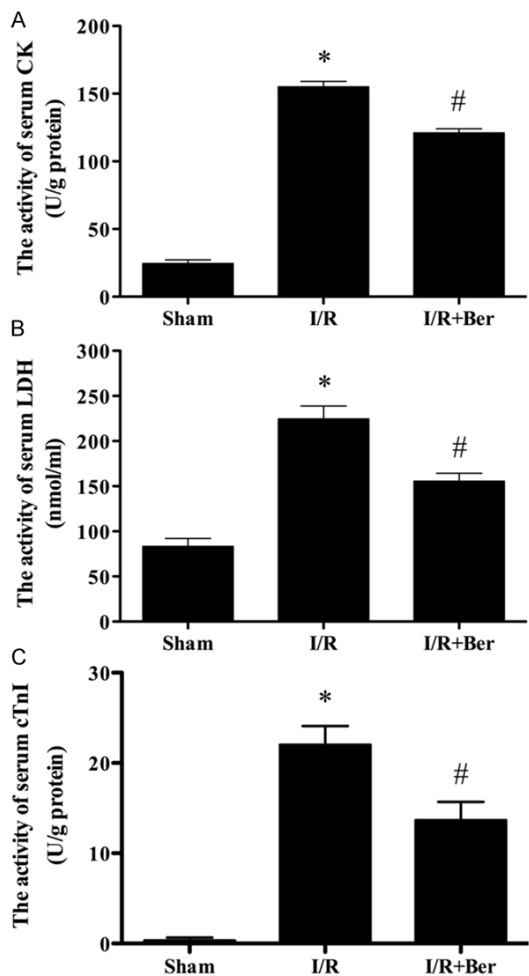 A
The activity of serum CK
(U/g protein)
200
150
100
50
0
*
#
Sham I/R I/R+Ber
B
The activity of serum LDH
(nmol/ml)
300
250
200
150
100
50
0
*
#
Sham I/R I/R+Ber
C
The activity of serum cTnI
(U/g protein)
30
20
10
0
*
#
Sham I/R I/R+Ber